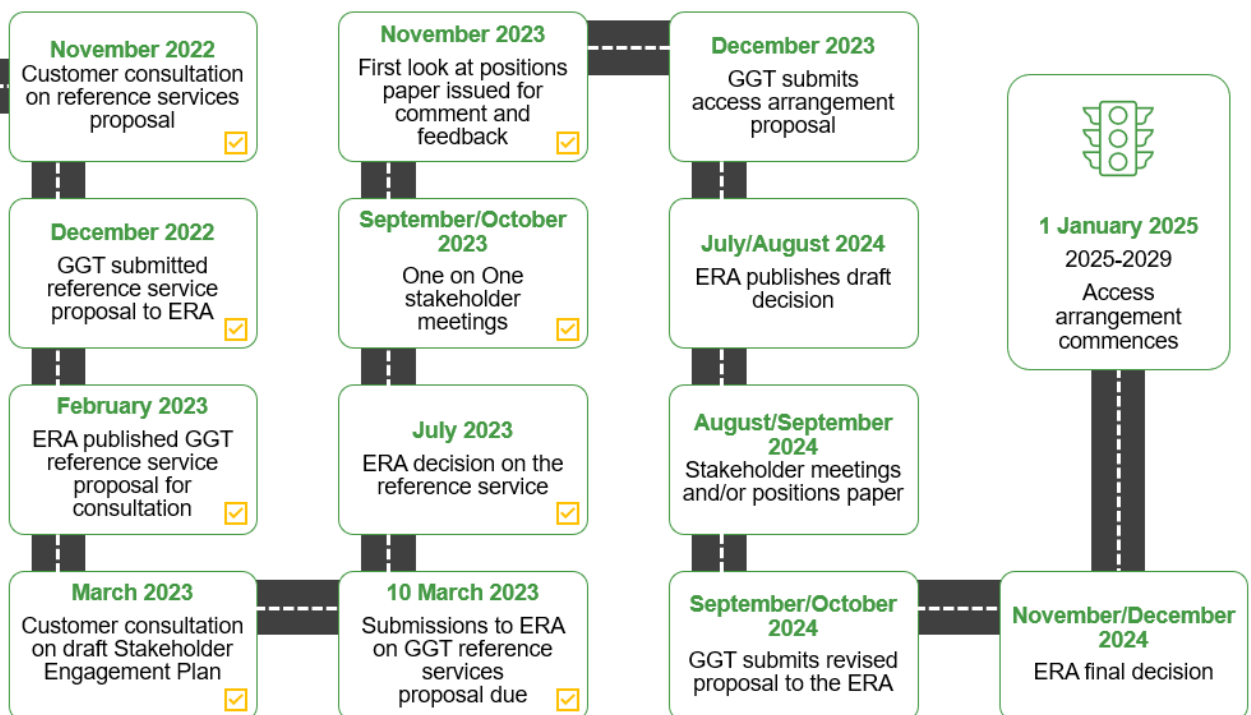 November 2022
Customer consultation
on reference services
proposal
December 2022
GGT submitted
reference service
proposal to ERA
February 2023
ERA published GGT
reference service
proposal for
consultation
March 2023
Customer consultation
on draft Stakeholder
Engagement Plan
10 March 2023
Submissions to ERA
on GGT reference
services
proposal due
July 2023
ERA decision on the
reference service
September/October
2023
One on One
stakeholder
meetings
November 2023
First look at positions
paper issued for
comment and
feedback
December 2023
GGT submits
access arrangement
proposal
July/August 2024
ERA publishes draft
decision
August/September
2024
Stakeholder meetings
and/or positions paper
September/October
2024
GGT submits revised
proposal to the ERA
November/December
2024
ERA final decision
1 January 2025
2025-2029
Access
arrangement
commences